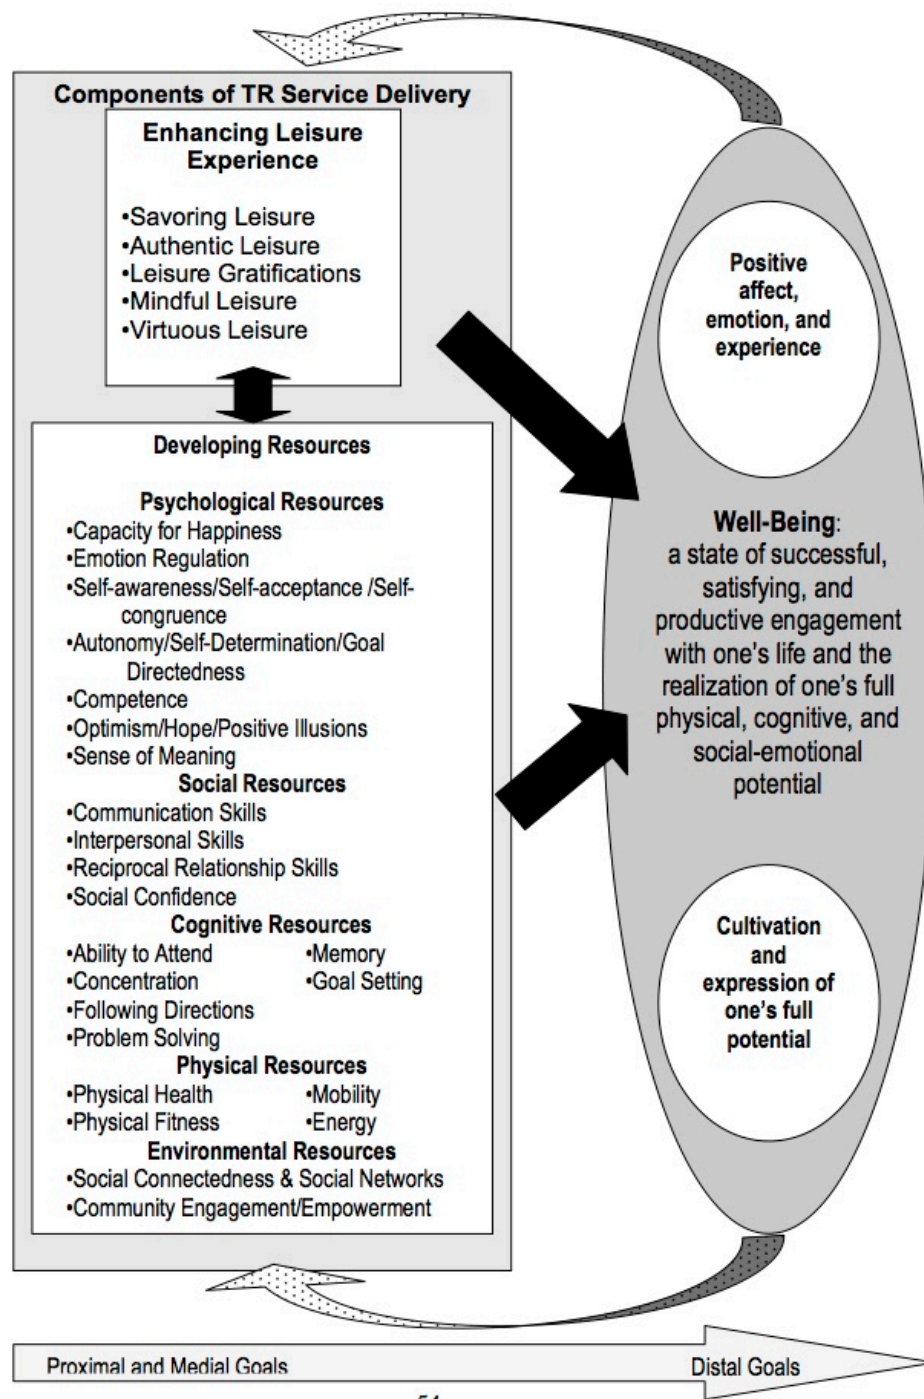 Components of TR Service Delivery
Enhancing Leisure
Experience
•Savoring Leisure
•Authentic Leisure
•Leisure Gratifications
•Mindful Leisure
•Virtuous Leisure
Developing Resources
Psychological Resources
•Capacity for Happiness
•Emotion Regulation
•Self-awareness/Self-acceptance /Self-
congruence
•Autonomy/Self-Determination/Goal
Directedness
•Competence
•Optimism/Hope/Positive Illusions
•Sense of Meaning
Social Resources
•Communication Skills
•Interpersonal Skills
•Reciprocal Relationship Skills
•Social Confidence
Cognitive Resources
•Ability to Attend •Memory
•Concentration •Goal Setting
•Following Directions
•Problem Solving
Physical Resources
•Physical Health •Mobility
•Physical Fitness •Energy
Environmental Resources
•Social Connectedness & Social Networks
•Community Engagement/Empowerment
Positive
affect,
emotion, and
experience
Well-Being:
a state of successful,
satisfying, and
productive engagement
with one's life and the
realization of one's full
physical, cognitive, and
social-emotional
potential
Cultivation
and
expression of
one's full
potential
Proximal and Medial Goals
Distal Goals